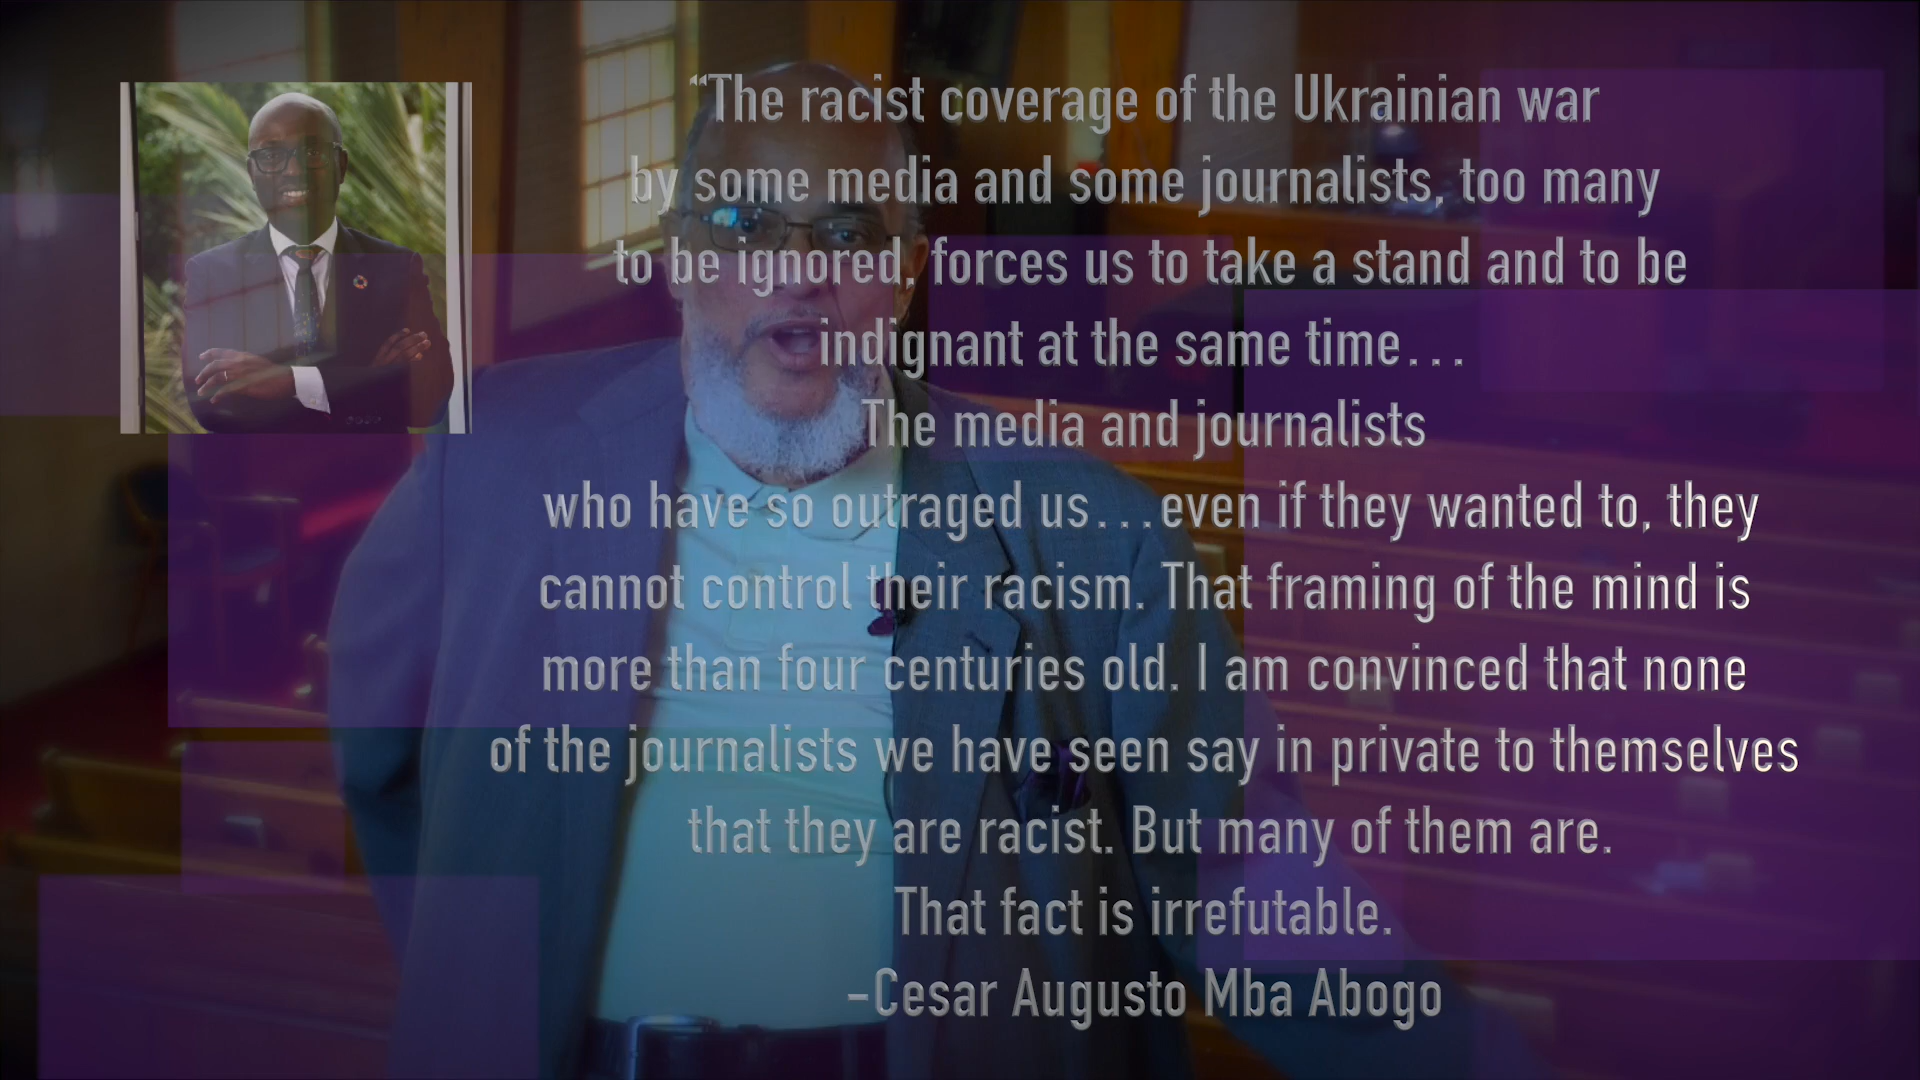 “The racist coverage of the Ukrainian war
by some media and some journalists, too many
to be ignored, forces us to take a stand and to be
indignant at the same time...
The media and journalists
who have so outraged us...even if they wanted to, they
cannot control their racism. That framing of the mind is
more than four centuries old. I am convinced that none
of the journalists we have seen say in private to themselves
that they are racist. But many of them are.
That fact is irrefutable.
-Cesar Augusto Mba Abogo